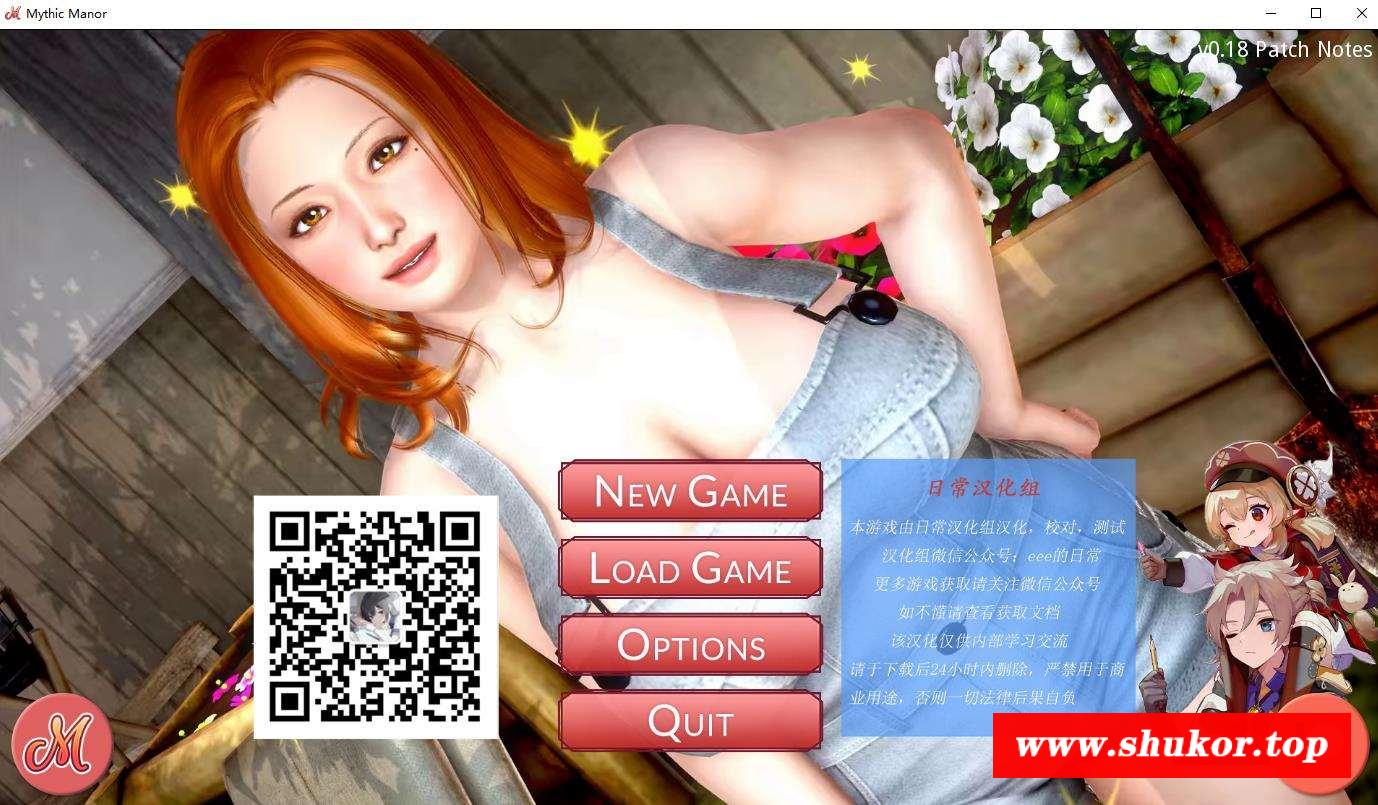 Mythic Manor
v0.18 Patch Notes
NEW GAME
LOAD GAME
OPTIONS
QUIT
日常汉化组
本游戏由日常汉化组汉化，校对，测试
汉化组微信公众号：eee的日常
更多游戏获取请关注微信公众号
如不懂请查看获取文档
该汉化仅供内部学习交流
请于下载后24小时内删除，严禁用于商
业用途，否则一切法律后果自负
M
www.shukor.top